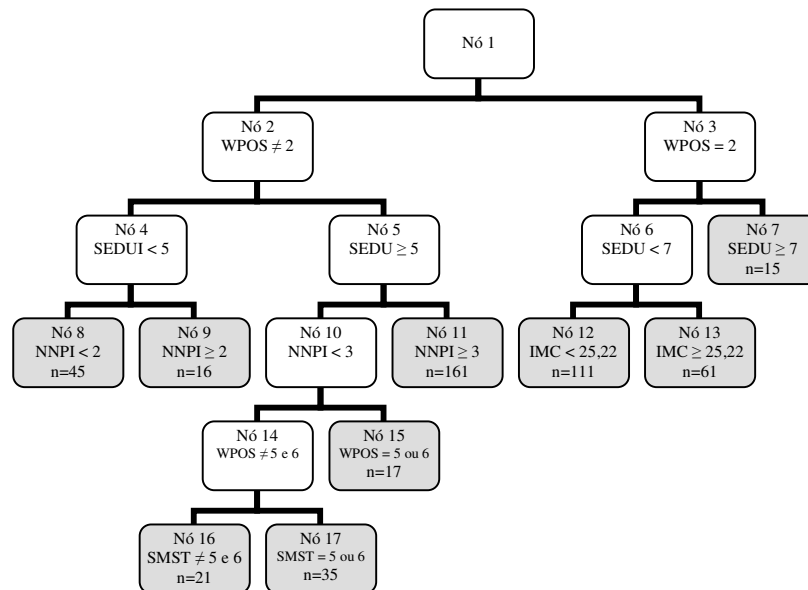 Nó 1
Nó 2
WPOS ≠ 2
Nó 3
WPOS = 2
Nó 4
SEDUI < 5
Nó 5
SEDU ≥ 5
Nó 6
SEDU < 7
Nó 7
SEDU ≥ 7
n=15
Nó 8
NNPI < 2
n=45
Nó 9
NNPI ≥ 2
n=16
Nó 10
NNPI < 3
Nó 11
NNPI ≥ 3
n=161
Nó 12
IMC < 25,22
n=111
Nó 13
IMC ≥ 25,22
n=61
Nó 14
WPOS ≠ 5 e 6
Nó 15
WPOS = 5 ou 6
n=17
Nó 16
SMST ≠ 5 e 6
n=21
Nó 17
SMST = 5 ou 6
n=35